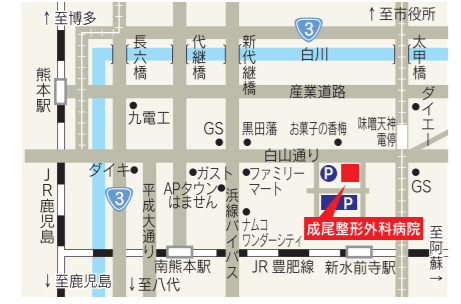 ↑至博多
↑至市役所
3
長六橋
代継橋
新代継橋
白川
太甲橋
熊本駅
産業道路
ダイエー
九電工
GS
黒田藩
お菓子の香梅
味噌天神
電停
白山通り
ダイキ
ガスト
ファミリー
マート
P
APタウン
はません
GS
3
JR鹿児島
平成大通り
浜線バイパス
P
ナムコ
ワンダーシティ
成尾整形外科病院
南熊本駅
JR 豊肥線
新水前寺駅
至阿蘇→
↓至鹿児島
↓至八代